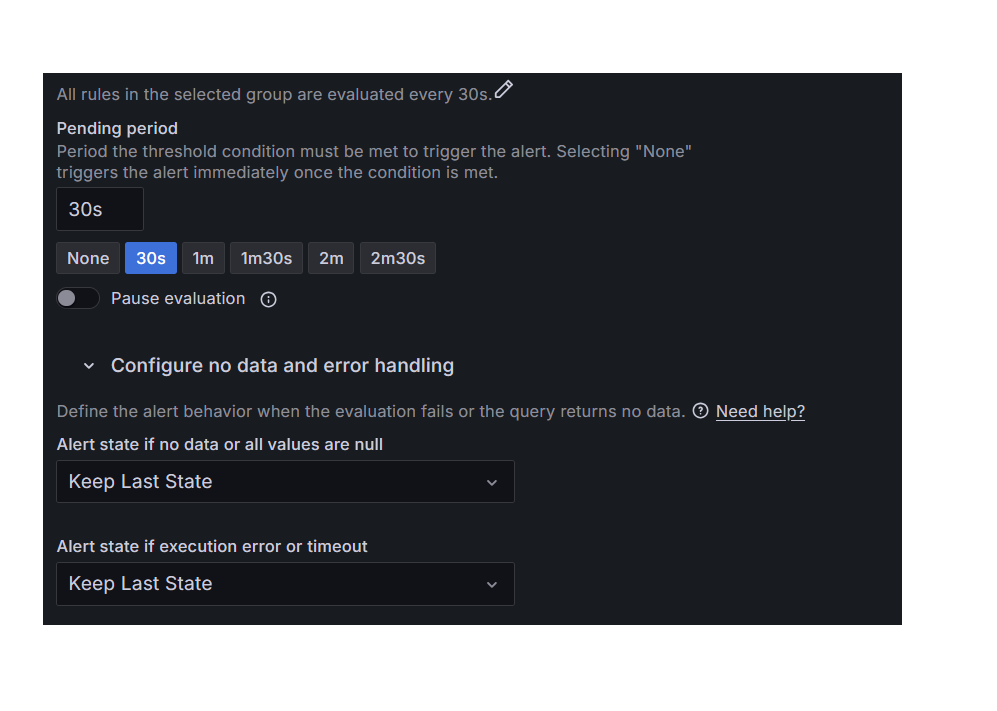 All rules in the selected group are evaluated every 30s.
Pending period
Period the threshold condition must be met to trigger the alert. Selecting "None"
triggers the alert immediately once the condition is met.
30s
None 30s 1m 1m30s 2m 2m30s
Pause evaluation
Configure no data and error handling
Define the alert behavior when the evaluation fails or the query returns no data. Need help?
Alert state if no data or all values are null
Keep Last State
Alert state if execution error or timeout
Keep Last State